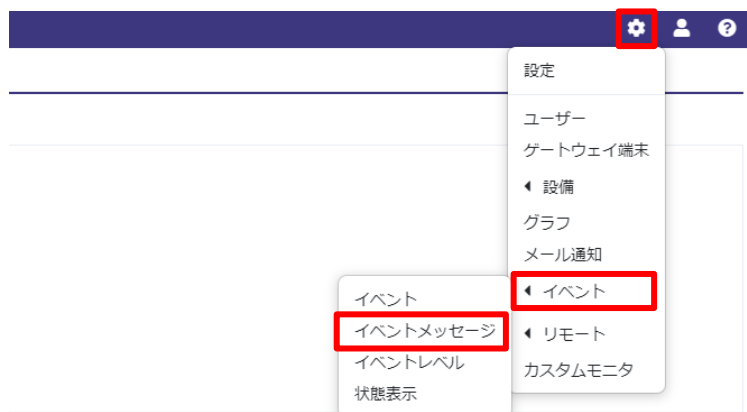 設定
ユーザー
ゲートウェイ端末
設備
グラフ
メール通知
イベント
リモート
カスタムモニタ
イベント
イベントメッセージ
イベントレベル
状態表示